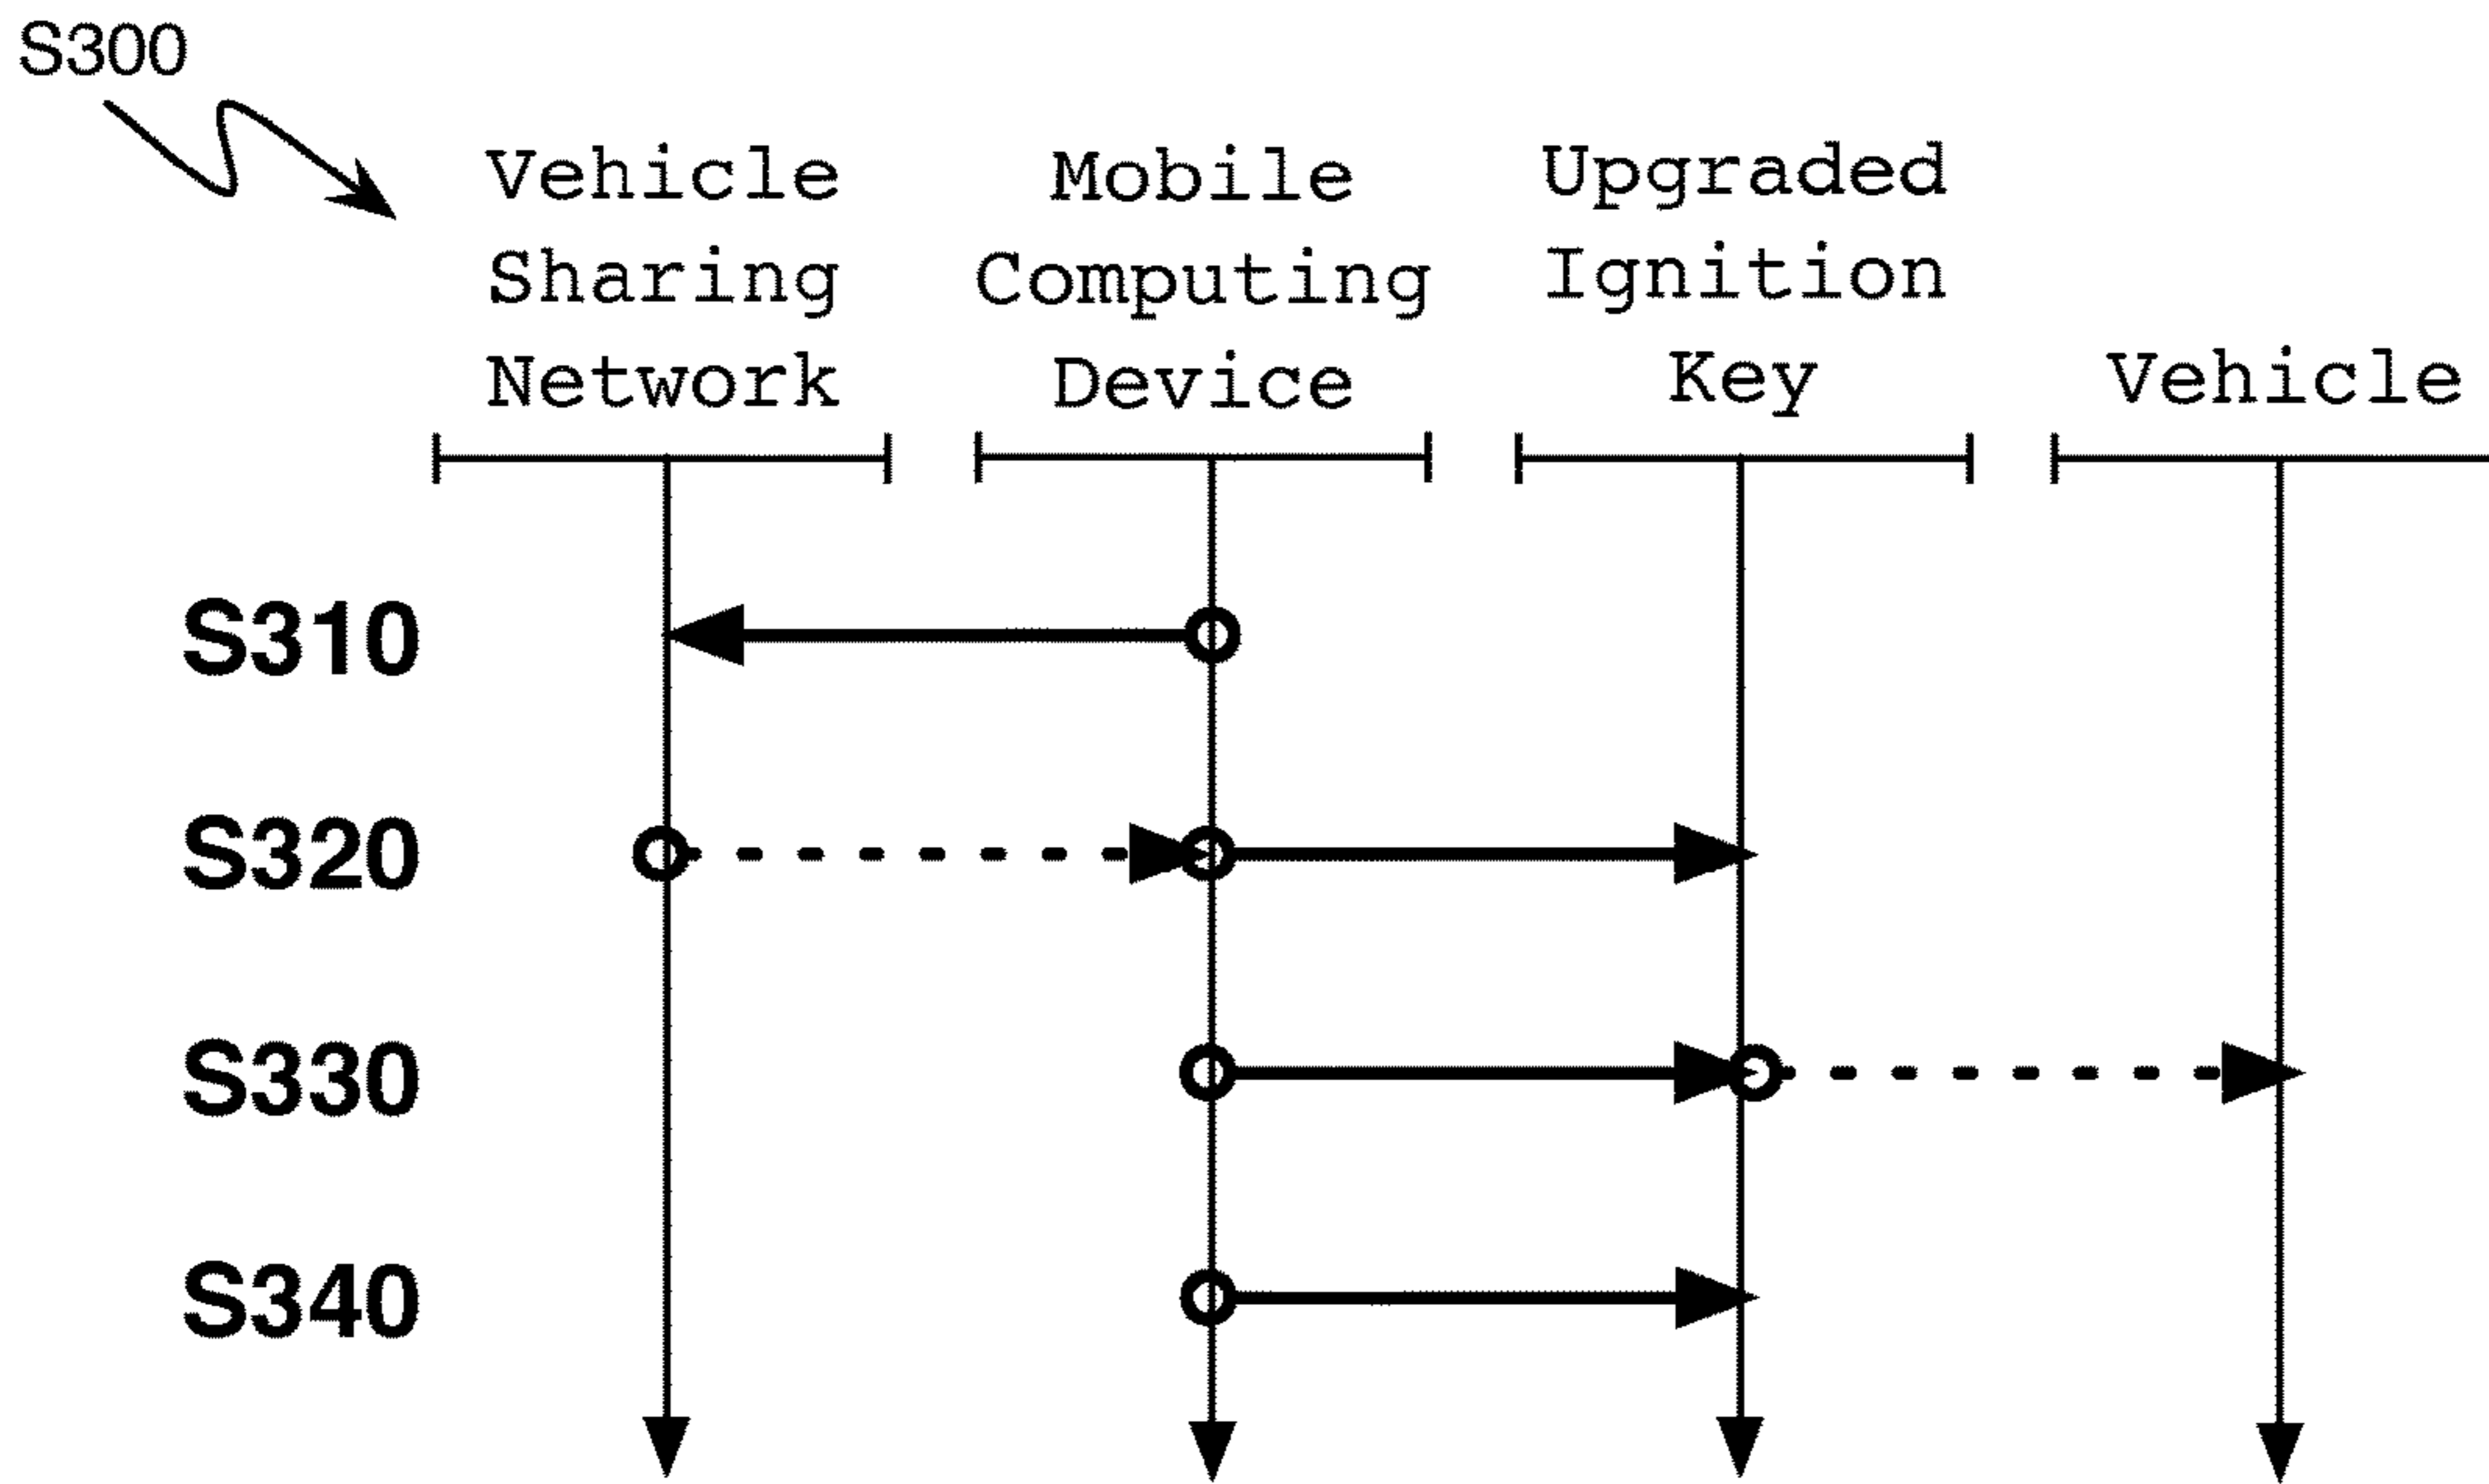 S300
Vehicle
Sharing
Network
Mobile
Computing
Device
Upgraded
Ignition
Key
Vehicle
S310
S320
S330
S340